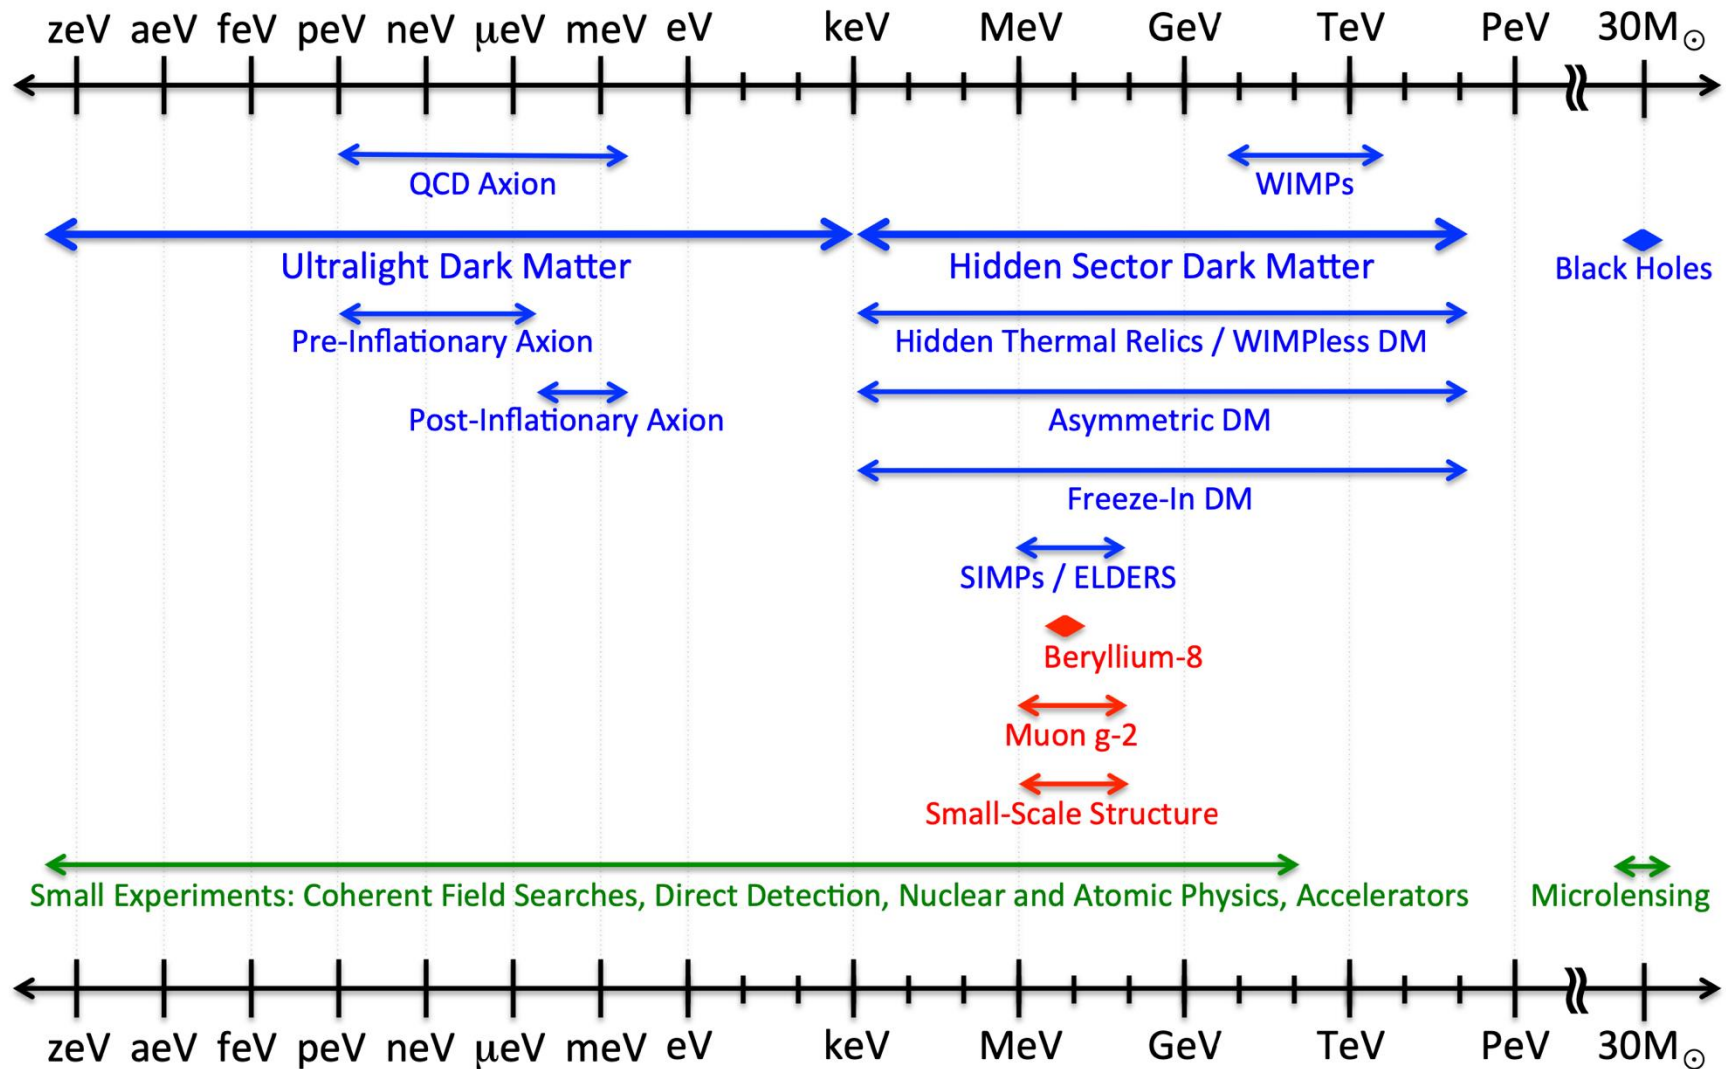 zeV aeV feV peV neV μeV meV eV keV MeV GeV TeV PeV 30M☉
QCD Axion WIMPs
Ultralight Dark Matter Hidden Sector Dark Matter Black Holes
Pre-Inflationary Axion Hidden Thermal Relics / WIMPless DM
Post-Inflationary Axion Asymmetric DM
Freeze-In DM
SIMPs / ELDERS
Beryllium-8
Muon g-2
Small-Scale Structure
Small Experiments: Coherent Field Searches, Direct Detection, Nuclear and Atomic Physics, Accelerators Microlensing
zeV aeV feV peV neV μeV meV eV keV MeV GeV TeV PeV 30M☉